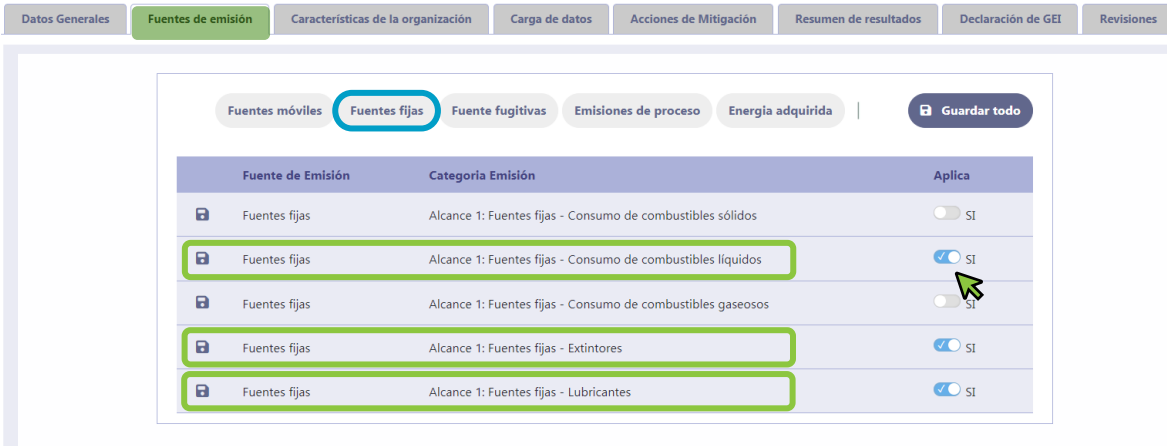 Datos Generales Fuentes de emisión Características de la organización Carga de datos Acciones de Mitigación Resumen de resultados Declaración de GEI Revisiones
Fuentes móviles Fuentes fijas Fuente fugitivas Emisiones de proceso Energia adquirida | Guardar todo
Fuente de Emisión Categoria Emisión Aplica
Fuentes fijas Alcance 1: Fuentes fijas - Consumo de combustibles sólidos SI
Fuentes fijas Alcance 1: Fuentes fijas - Consumo de combustibles líquidos SI
Fuentes fijas Alcance 1: Fuentes fijas - Consumo de combustibles gaseosos SI
Fuentes fijas Alcance 1: Fuentes fijas - Extintores SI
Fuentes fijas Alcance 1: Fuentes fijas - Lubricantes SI